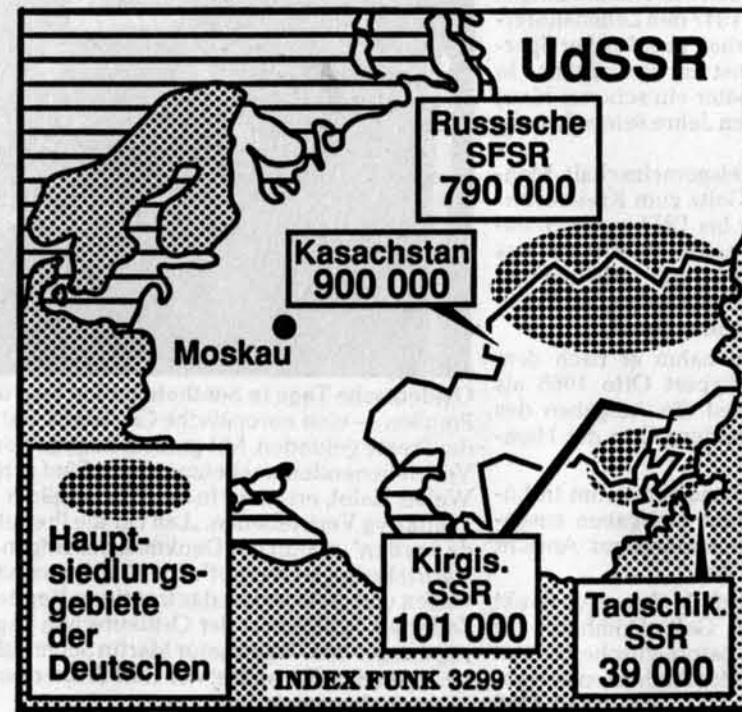 UdSSR
Russische
SFSR
790 000
Kasachstan
900 000
Moskau
Haupt-
siedlungs-
gebiete
der
Deutschen
Kirgis.
SSR
101 000
Tadschik.
SSR
39 000
INDEX FUNK 3299